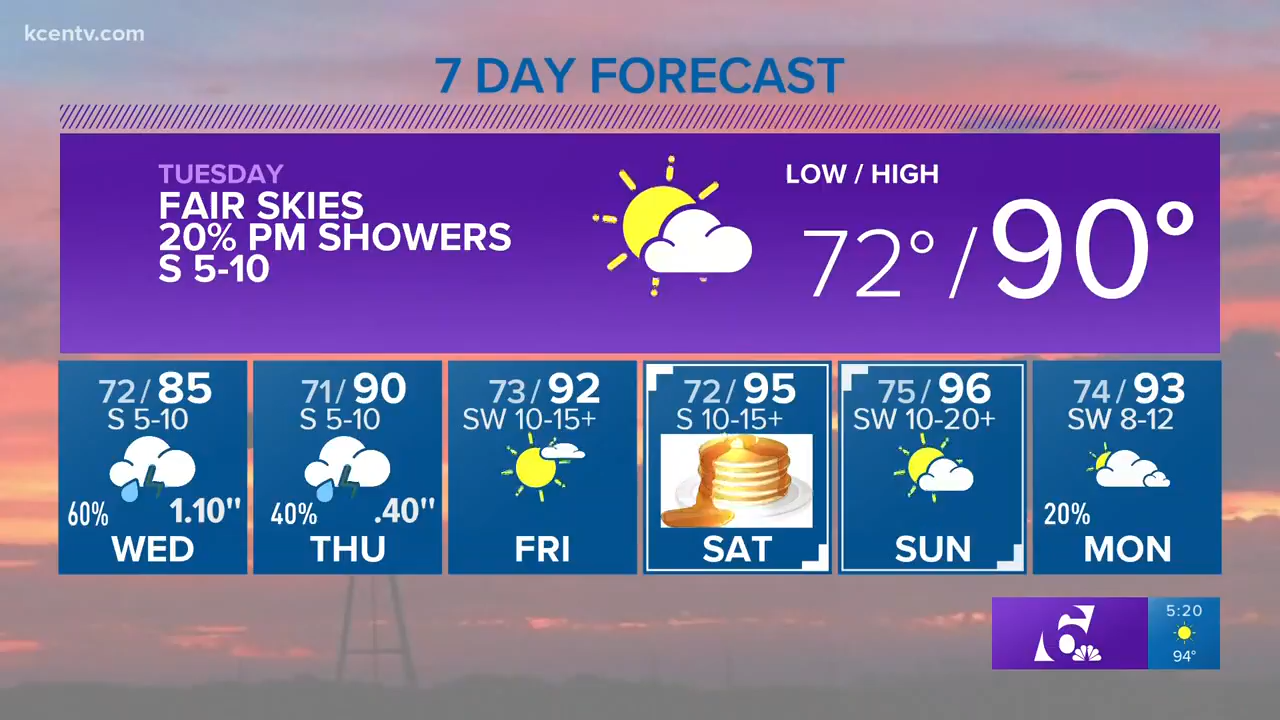 kcentv.com
7 DAY FORECAST
TUESDAY
FAIR SKIES
20% PM SHOWERS
S 5-10
LOW / HIGH
72° / 90°
72 / 85
S 5-10
60% 1.10"
WED
71 / 90
S 5-10
40% .40"
THU
73 / 92
SW 10-15+
FRI
72 / 95
S 10-15+
SAT
75 / 96
SW 10-20+
SUN
74 / 93
SW 8-12
20%
MON
6
5:20
94°